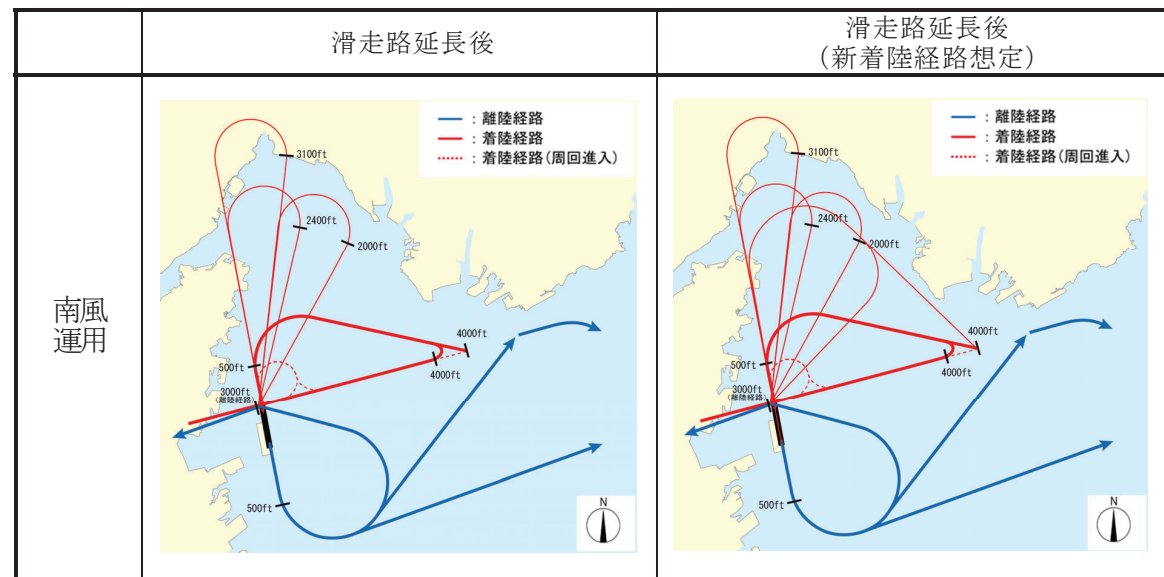 滑走路延長後
滑走路延長後
(新着陸経路想定)
南風
運用
：離陸経路
：着陸経路
：着陸経路(周回進入)
3100ft
2400ft
2000ft
4000ft
4000ft
500ft
3000ft
(離陸経路)
500ft
N
：離陸経路
：着陸経路
：着陸経路(周回進入)
3100ft
2400ft
2000ft
4000ft
4000ft
500ft
3000ft
(離陸経路)
500ft
N